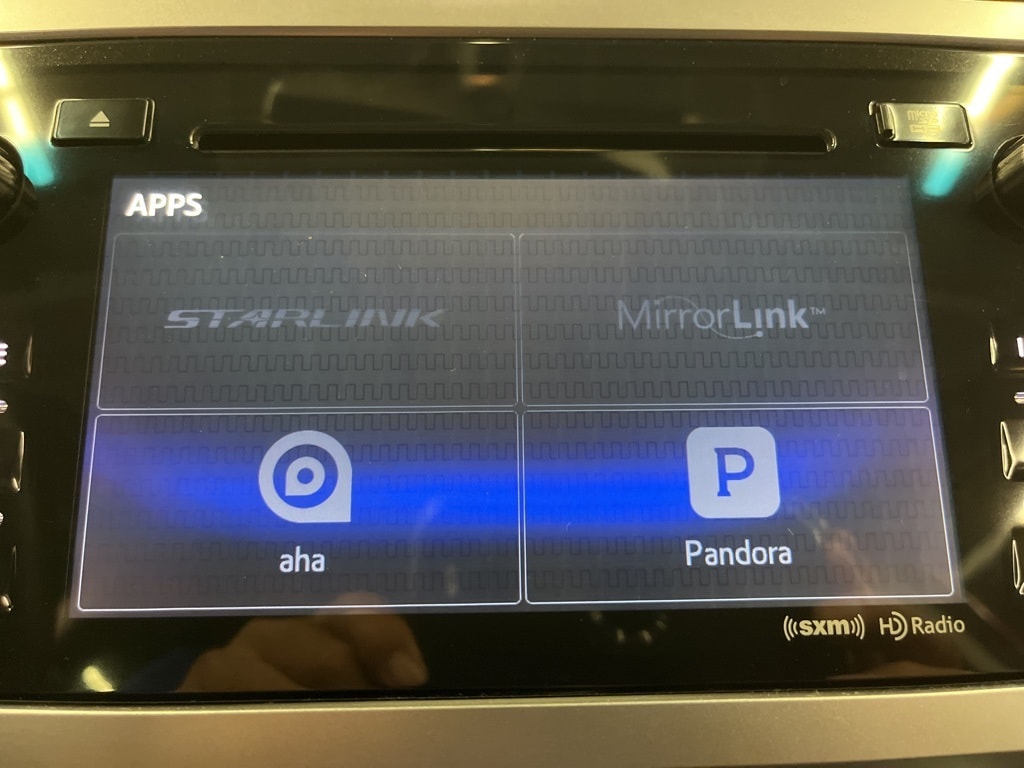 APPS
STARLINK
MirrorLink™
aha
P
Pandora
((sxm)) HD Radio